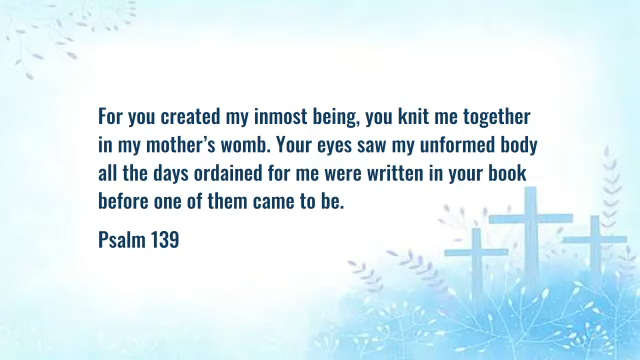 For you created my inmost being, you knit me together
in my mother’s womb. Your eyes saw my unformed body
all the days ordained for me were written in your book
before one of them came to be.
Psalm 139